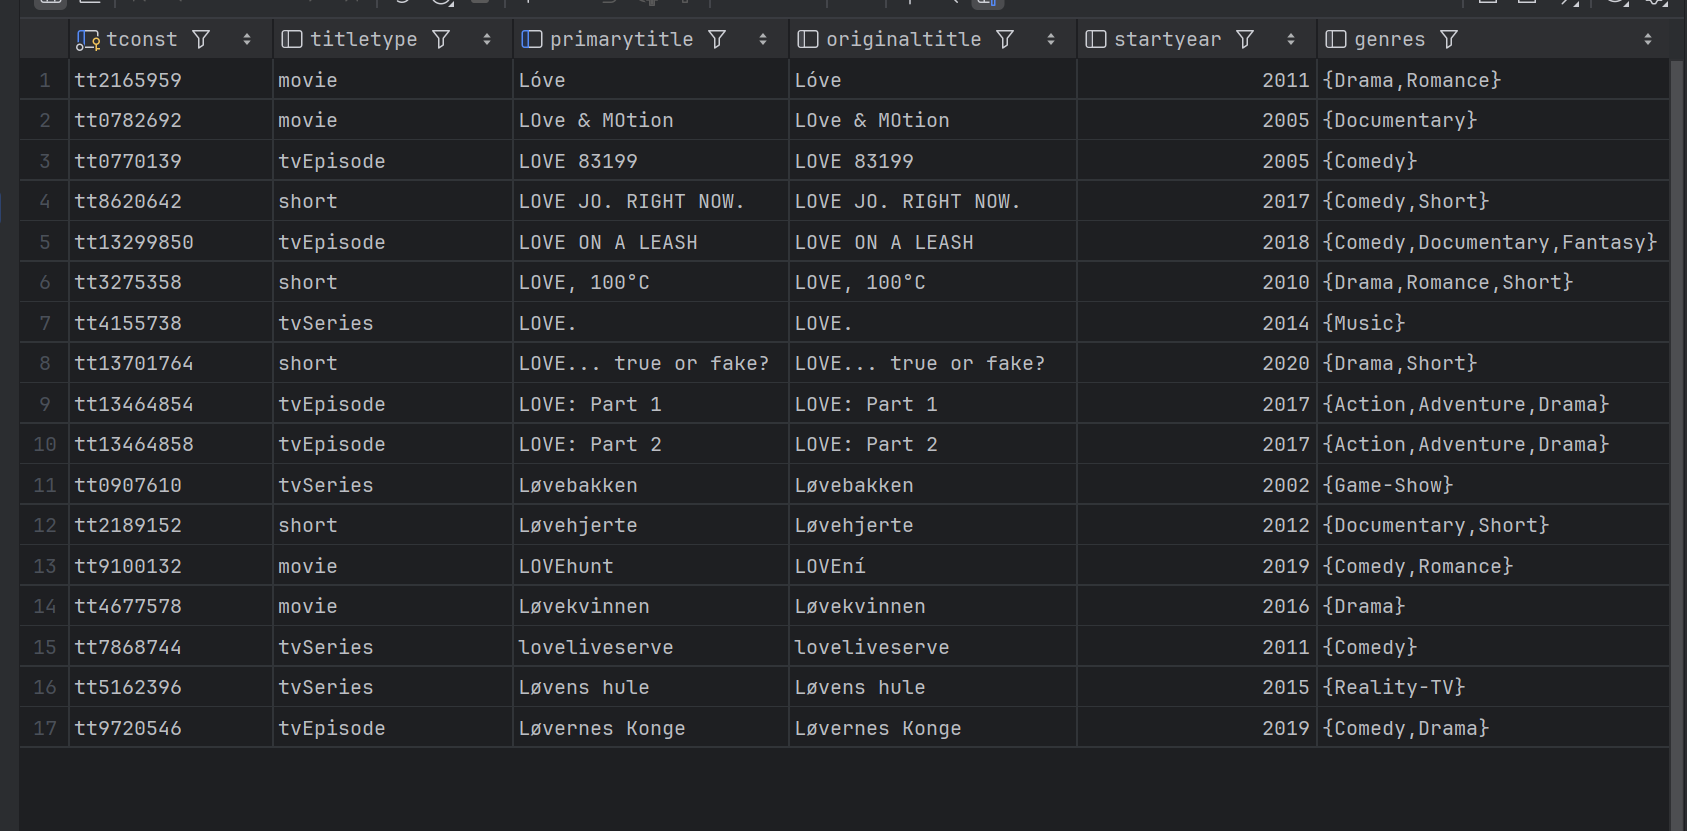 tconst titletype primarytitle originaltitle startyear genres
1 tt2165959 movie Lóve Lóve 2011 {Drama,Romance}
2 tt0782692 movie LOve & MOtion LOve & MOtion 2005 {Documentary}
3 tt0770139 tvEpisode LOVE 83199 LOVE 83199 2005 {Comedy}
4 tt8620642 short LOVE JO. RIGHT NOW. LOVE JO. RIGHT NOW. 2017 {Comedy,Short}
5 tt13299850 tvEpisode LOVE ON A LEASH LOVE ON A LEASH 2018 {Comedy,Documentary,Fantasy}
6 tt3275358 short LOVE, 100°C LOVE, 100°C 2010 {Drama,Romance,Short}
7 tt4155738 tvSeries LOVE. LOVE. 2014 {Music}
8 tt13701764 short LOVE... true or fake? LOVE... true or fake? 2020 {Drama,Short}
9 tt13464854 tvEpisode LOVE: Part 1 LOVE: Part 1 2017 {Action,Adventure,Drama}
10 tt13464858 tvEpisode LOVE: Part 2 LOVE: Part 2 2017 {Action,Adventure,Drama}
11 tt0907610 tvSeries Løvebakken Løvebakken 2002 {Game-Show}
12 tt2189152 short Løvehjerte Løvehjerte 2012 {Documentary,Short}
13 tt9100132 movie LOVEhunt LOVEní 2019 {Comedy,Romance}
14 tt4677578 movie Løvekvinnen Løvekvinnen 2016 {Drama}
15 tt7868744 tvSeries loveliveserve loveliveserve 2011 {Comedy}
16 tt5162396 tvSeries Løvens hule Løvens hule 2015 {Reality-TV}
17 tt9720546 tvEpisode Løvernes Konge Løvernes Konge 2019 {Comedy,Drama}